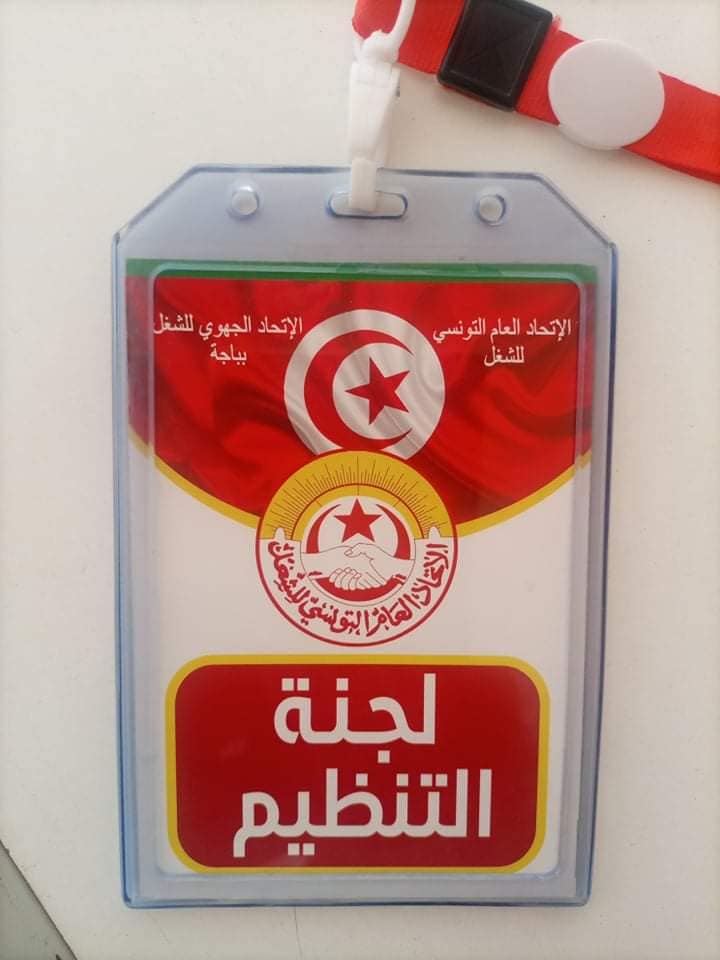 الإتحاد العام التونسي
للشغل
الإتحاد الجهوي للشغل
بباجة
الاتحاد العام التونسي للشغل
لجنة
التنظيم